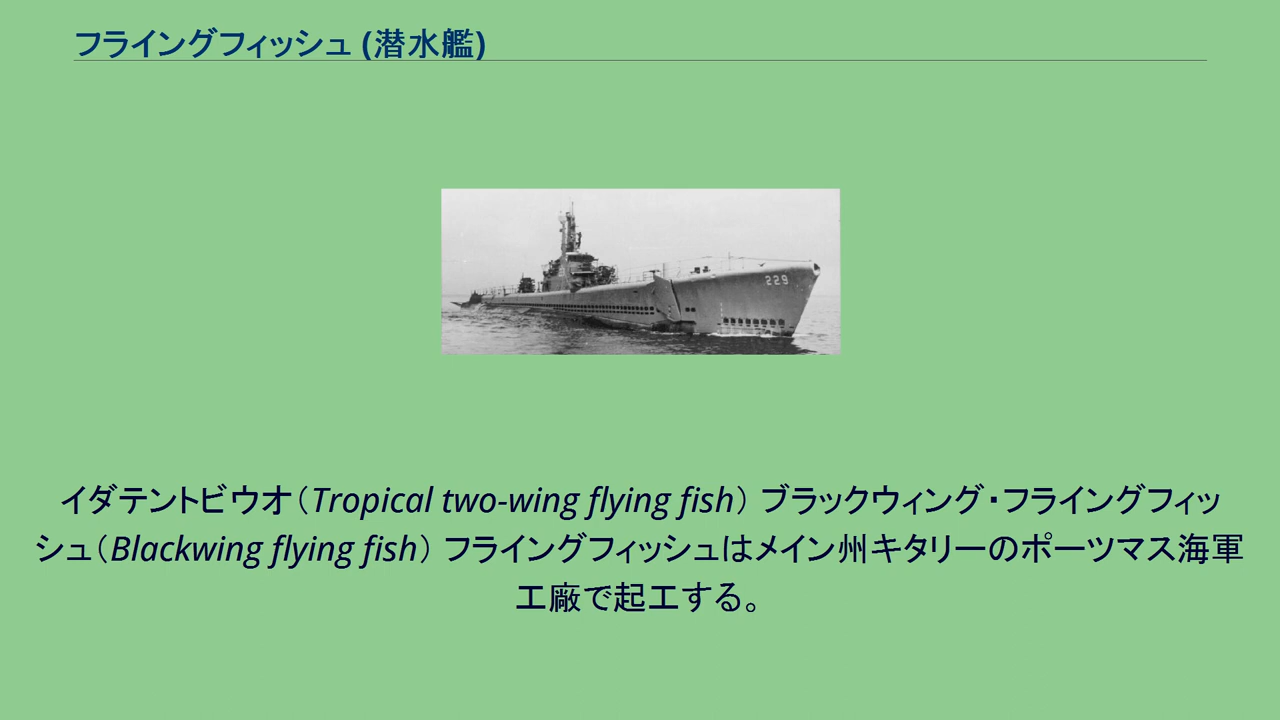 フライングフィッシュ (潜水艦)
229
イダテントビウオ（Tropical two-wing flying fish） ブラックウィング・フライングフィッ
シュ（Blackwing flying fish） フライングフィッシュはメイン州キタリーのポーツマス海軍
工廠で起工する。